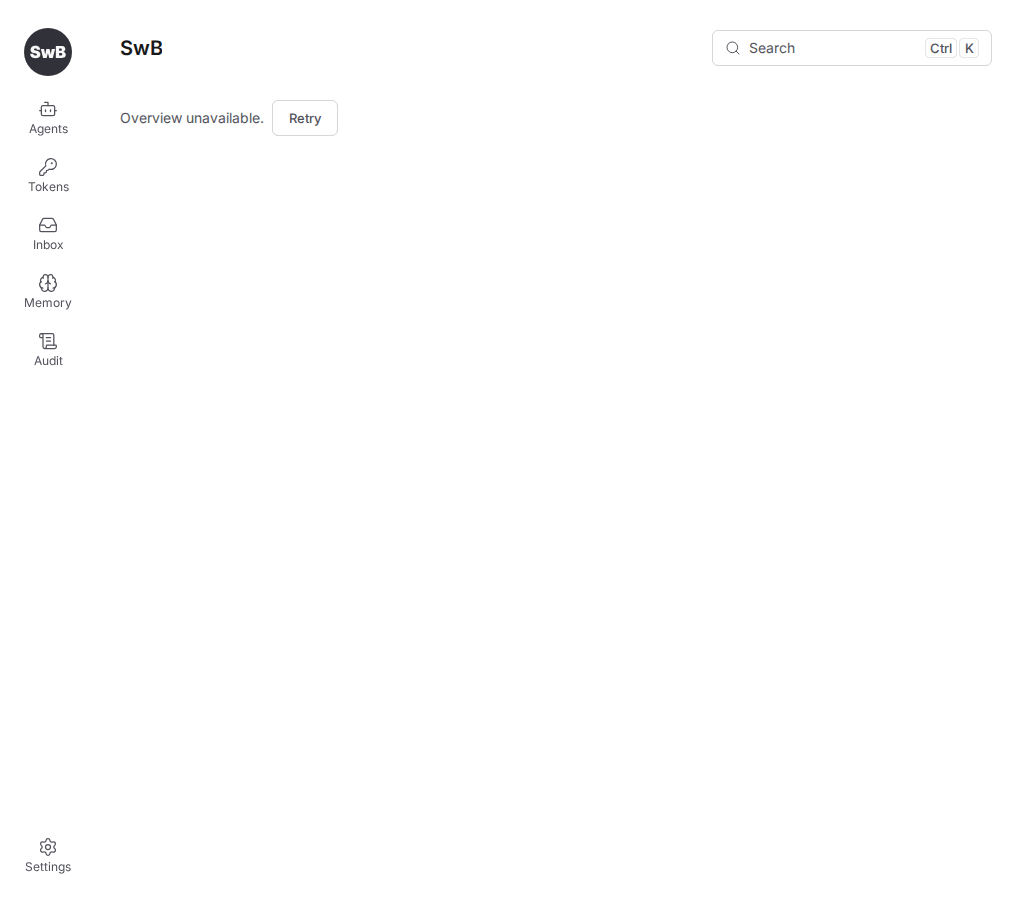 SwB
Agents
Tokens
Inbox
Memory
Audit
Settings
SwB
Search Ctrl K
Overview unavailable. Retry